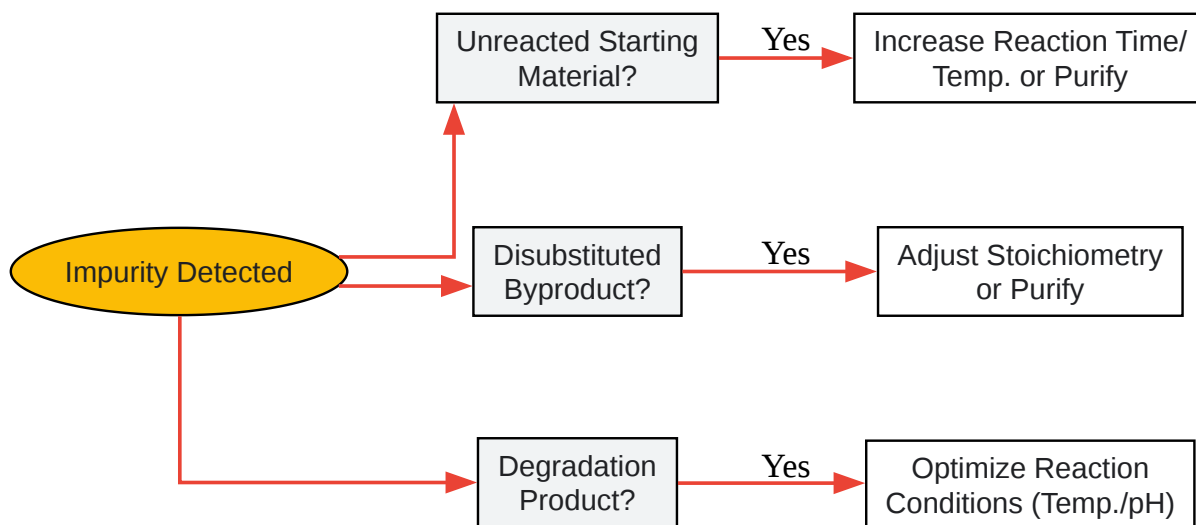 Unreacted Starting
Material?
Yes
Increase Reaction Time/
Temp. or Purify
Impurity Detected
Disubstituted
Byproduct?
Yes
Adjust Stoichiometry
or Purify
Degradation
Product?
Yes
Optimize Reaction
Conditions (Temp./pH)